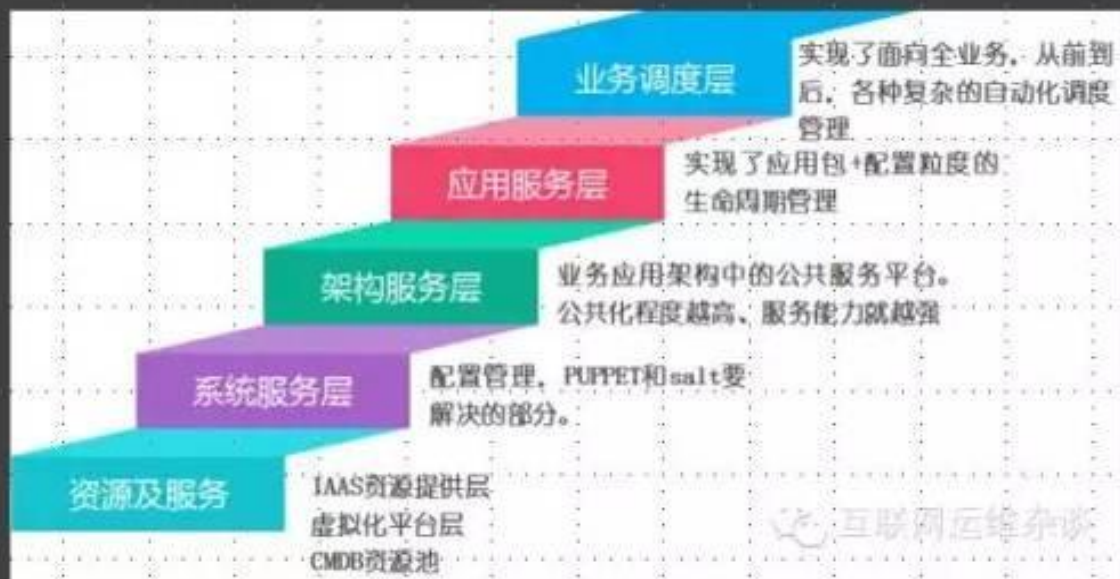 业务调度层
实现了面向全业务，从前到
后，各种复杂的自动化调度
管理
应用服务层
实现了应用包+配置粒度的
生命周期管理
架构服务层
业务应用架构中的公共服务平台。
公共化程度越高、服务能力就越强
系统服务层
配置管理，PUPPET和salt要
解决的部分。
资源及服务
IAAS资源提供层
虚拟化平台层
CMDB资源池
互联网运维杂谈